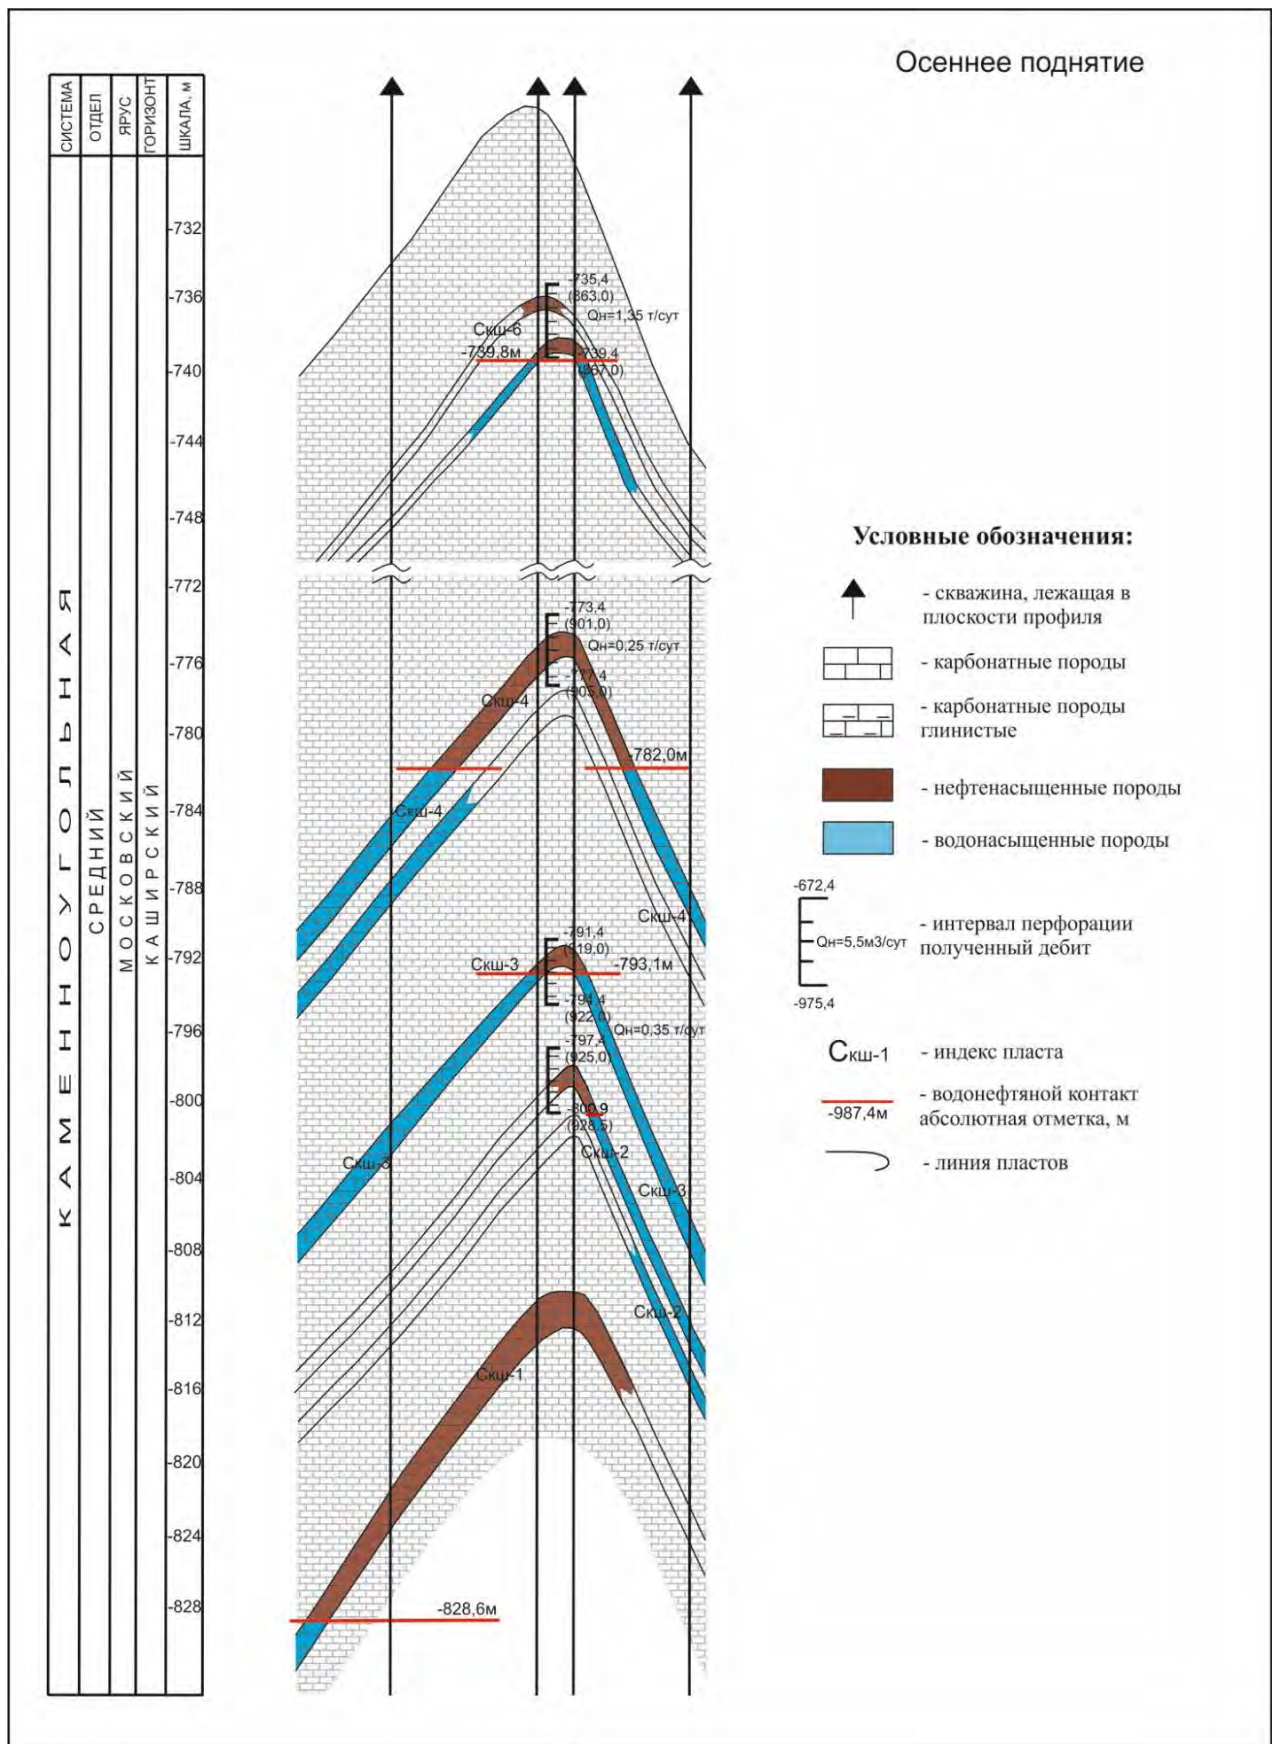 Осеннее поднятие
СИСТЕМА
ОТДЕЛ
ЯРУС
ГОРИЗОНТ
ШКАЛА, м
КАМЕННОУГОЛЬНАЯ
СРЕДНИЙ
МОСКОВСКИЙ
КАШИРСКИЙ
-732
-736
-740
-744
-748
-772
-776
-780
-784
-788
-792
-796
-800
-804
-808
-812
-816
-820
-824
-828
-735,4
(863.0)
Qн=1,35 т/сут
Скш-6
-739.8м
-739.4
(867,0)
-773,4
(901,0)
Qн=0,25 т/сут
-777.4
(905,0)
Скш-4
-782,0м
Скш-4
Скш-4
-791,4
(919,0)
Скш-3
-793,1м
-794,4
(922,0)
Qн=0,35 т/сут
-797,4
(925,0)
-800,9
(928,5)
Скш-2
Скш-3
Скш-3
Скш-2
Скш-1
-828,6м
Условные обозначения:
- скважина, лежащая в
плоскости профиля
- карбонатные породы
- карбонатные породы
глинистые
- нефтенасыщенные породы
- водонасыщенные породы
-672,4
Qн=5,5м3/сут
-975,4
- интервал перфорации
полученный дебит
Скш-1
- индекс пласта
-987,4м
- водонефтяной контакт
абсолютная отметка, м
- линия пластов